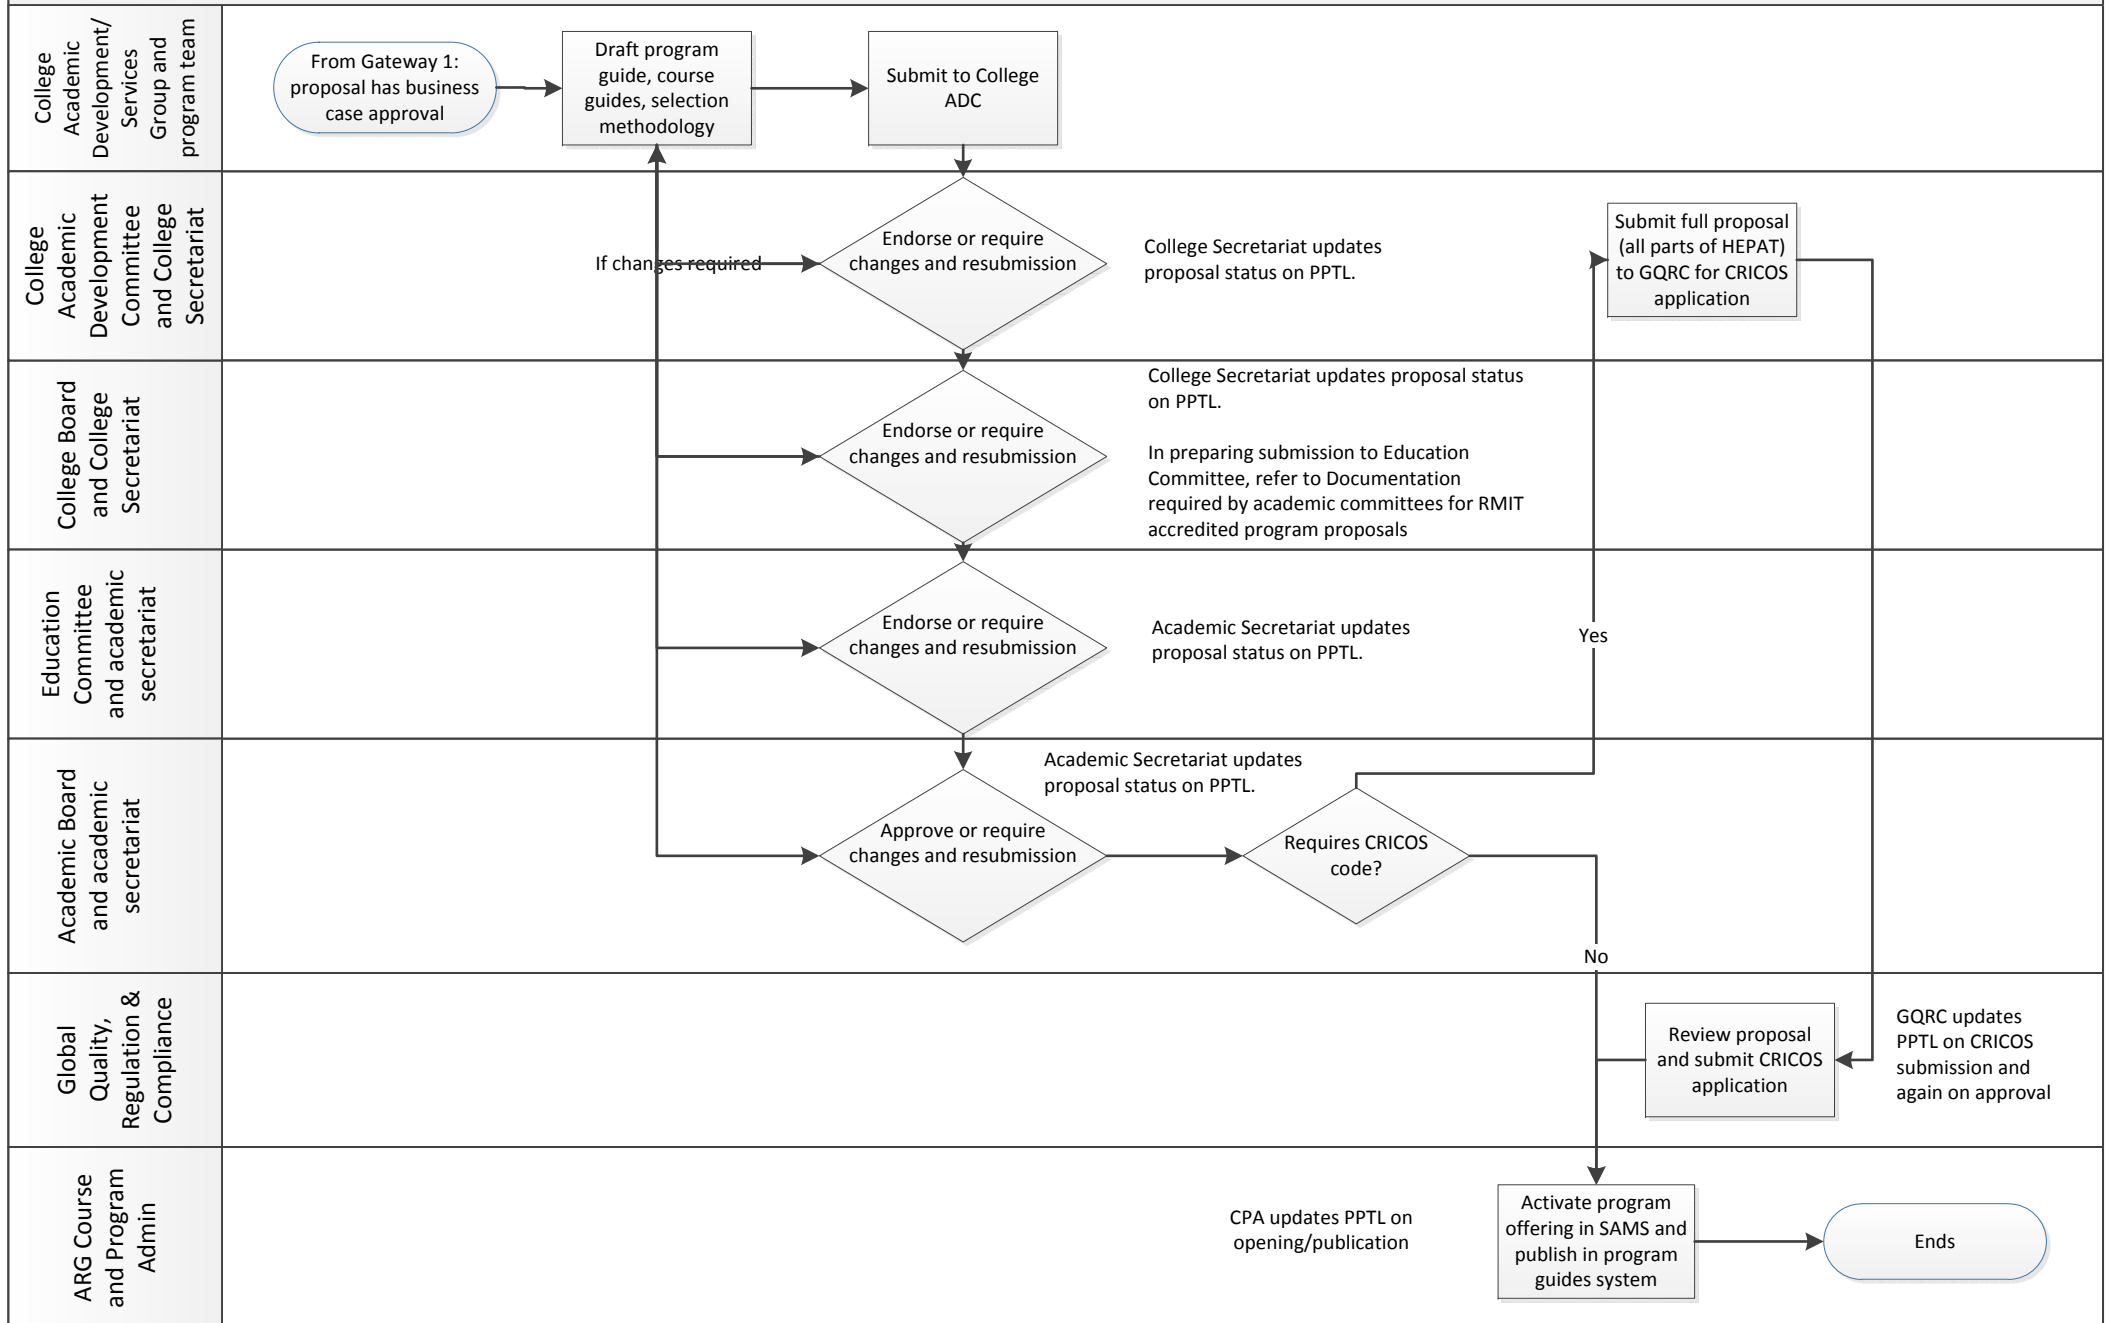 College
Academic
Development/
Services
Group and
program team
From Gateway 1:
proposal has business
case approval
Draft program
guide, course
guides, selection
methodology
Submit to College
ADC
College
Academic
Development
Committee
and College
Secretariat
If changes required
Endorse or require
changes and resubmission
College Secretariat updates
proposal status on PPTL.
Submit full proposal
(all parts of HEPAT)
to GQRC for CRICOS
application
College Board
and College
Secretariat
Endorse or require
changes and resubmission
College Secretariat updates proposal status
on PPTL.
In preparing submission to Education
Committee, refer to Documentation
required by academic committees for RMIT
accredited program proposals
Education
Committee
and academic
secretariat
Endorse or require
changes and resubmission
Academic Secretariat updates
proposal status on PPTL.
Yes
Academic Board
and academic
secretariat
Academic Secretariat updates
proposal status on PPTL.
Approve or require
changes and resubmission
Requires CRICOS
code?
No
Global
Quality,
Regulation &
Compliance
Review proposal
and submit CRICOS
application
GQRC updates
PPTL on CRICOS
submission and
again on approval
ARG Course
and Program
Admin
CPA updates PPTL on
opening/publication
Activate program
offering in SAMS and
publish in program
guides system
Ends